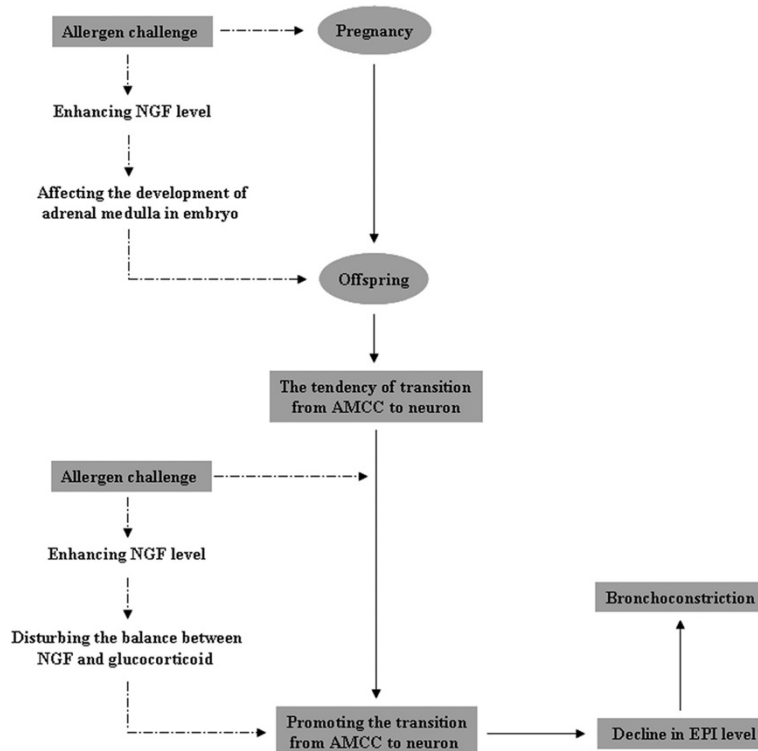 Allergen challenge
Pregnancy
Enhancing NGF level
Affecting the development of
adrenal medulla in embryo
Offspring
The tendency of transition
from AMCC to neuron
Allergen challenge
Enhancing NGF level
Bronchoconstriction
Disturbing the balance between
NGF and glucocorticoid
Promoting the transition
from AMCC to neuron
Decline in EPI level